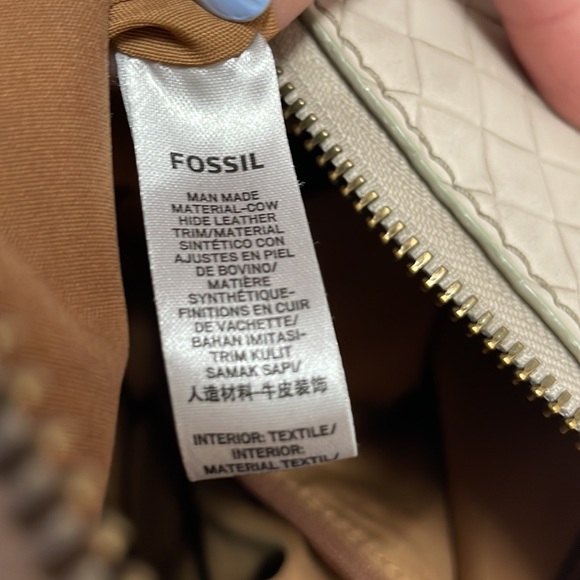 FOSSIL
MAN MADE
MATERIAL-COW
HIDE LEATHER
TRIM/MATERIAL
SINTÉTICO CON
AJUSTES EN PIEL
DE BOVINO/
MATIÈRE
SYNTHÉTIQUE-
FINITIONS EN CUIR
DE VACHETTE/
BAHAN IMITASI-
TRIM KULIT
SAMAK SAPI/
人造材料-牛皮装饰
INTERIOR: TEXTILE/
INTERIOR:
MATERIAL TEXTIL/